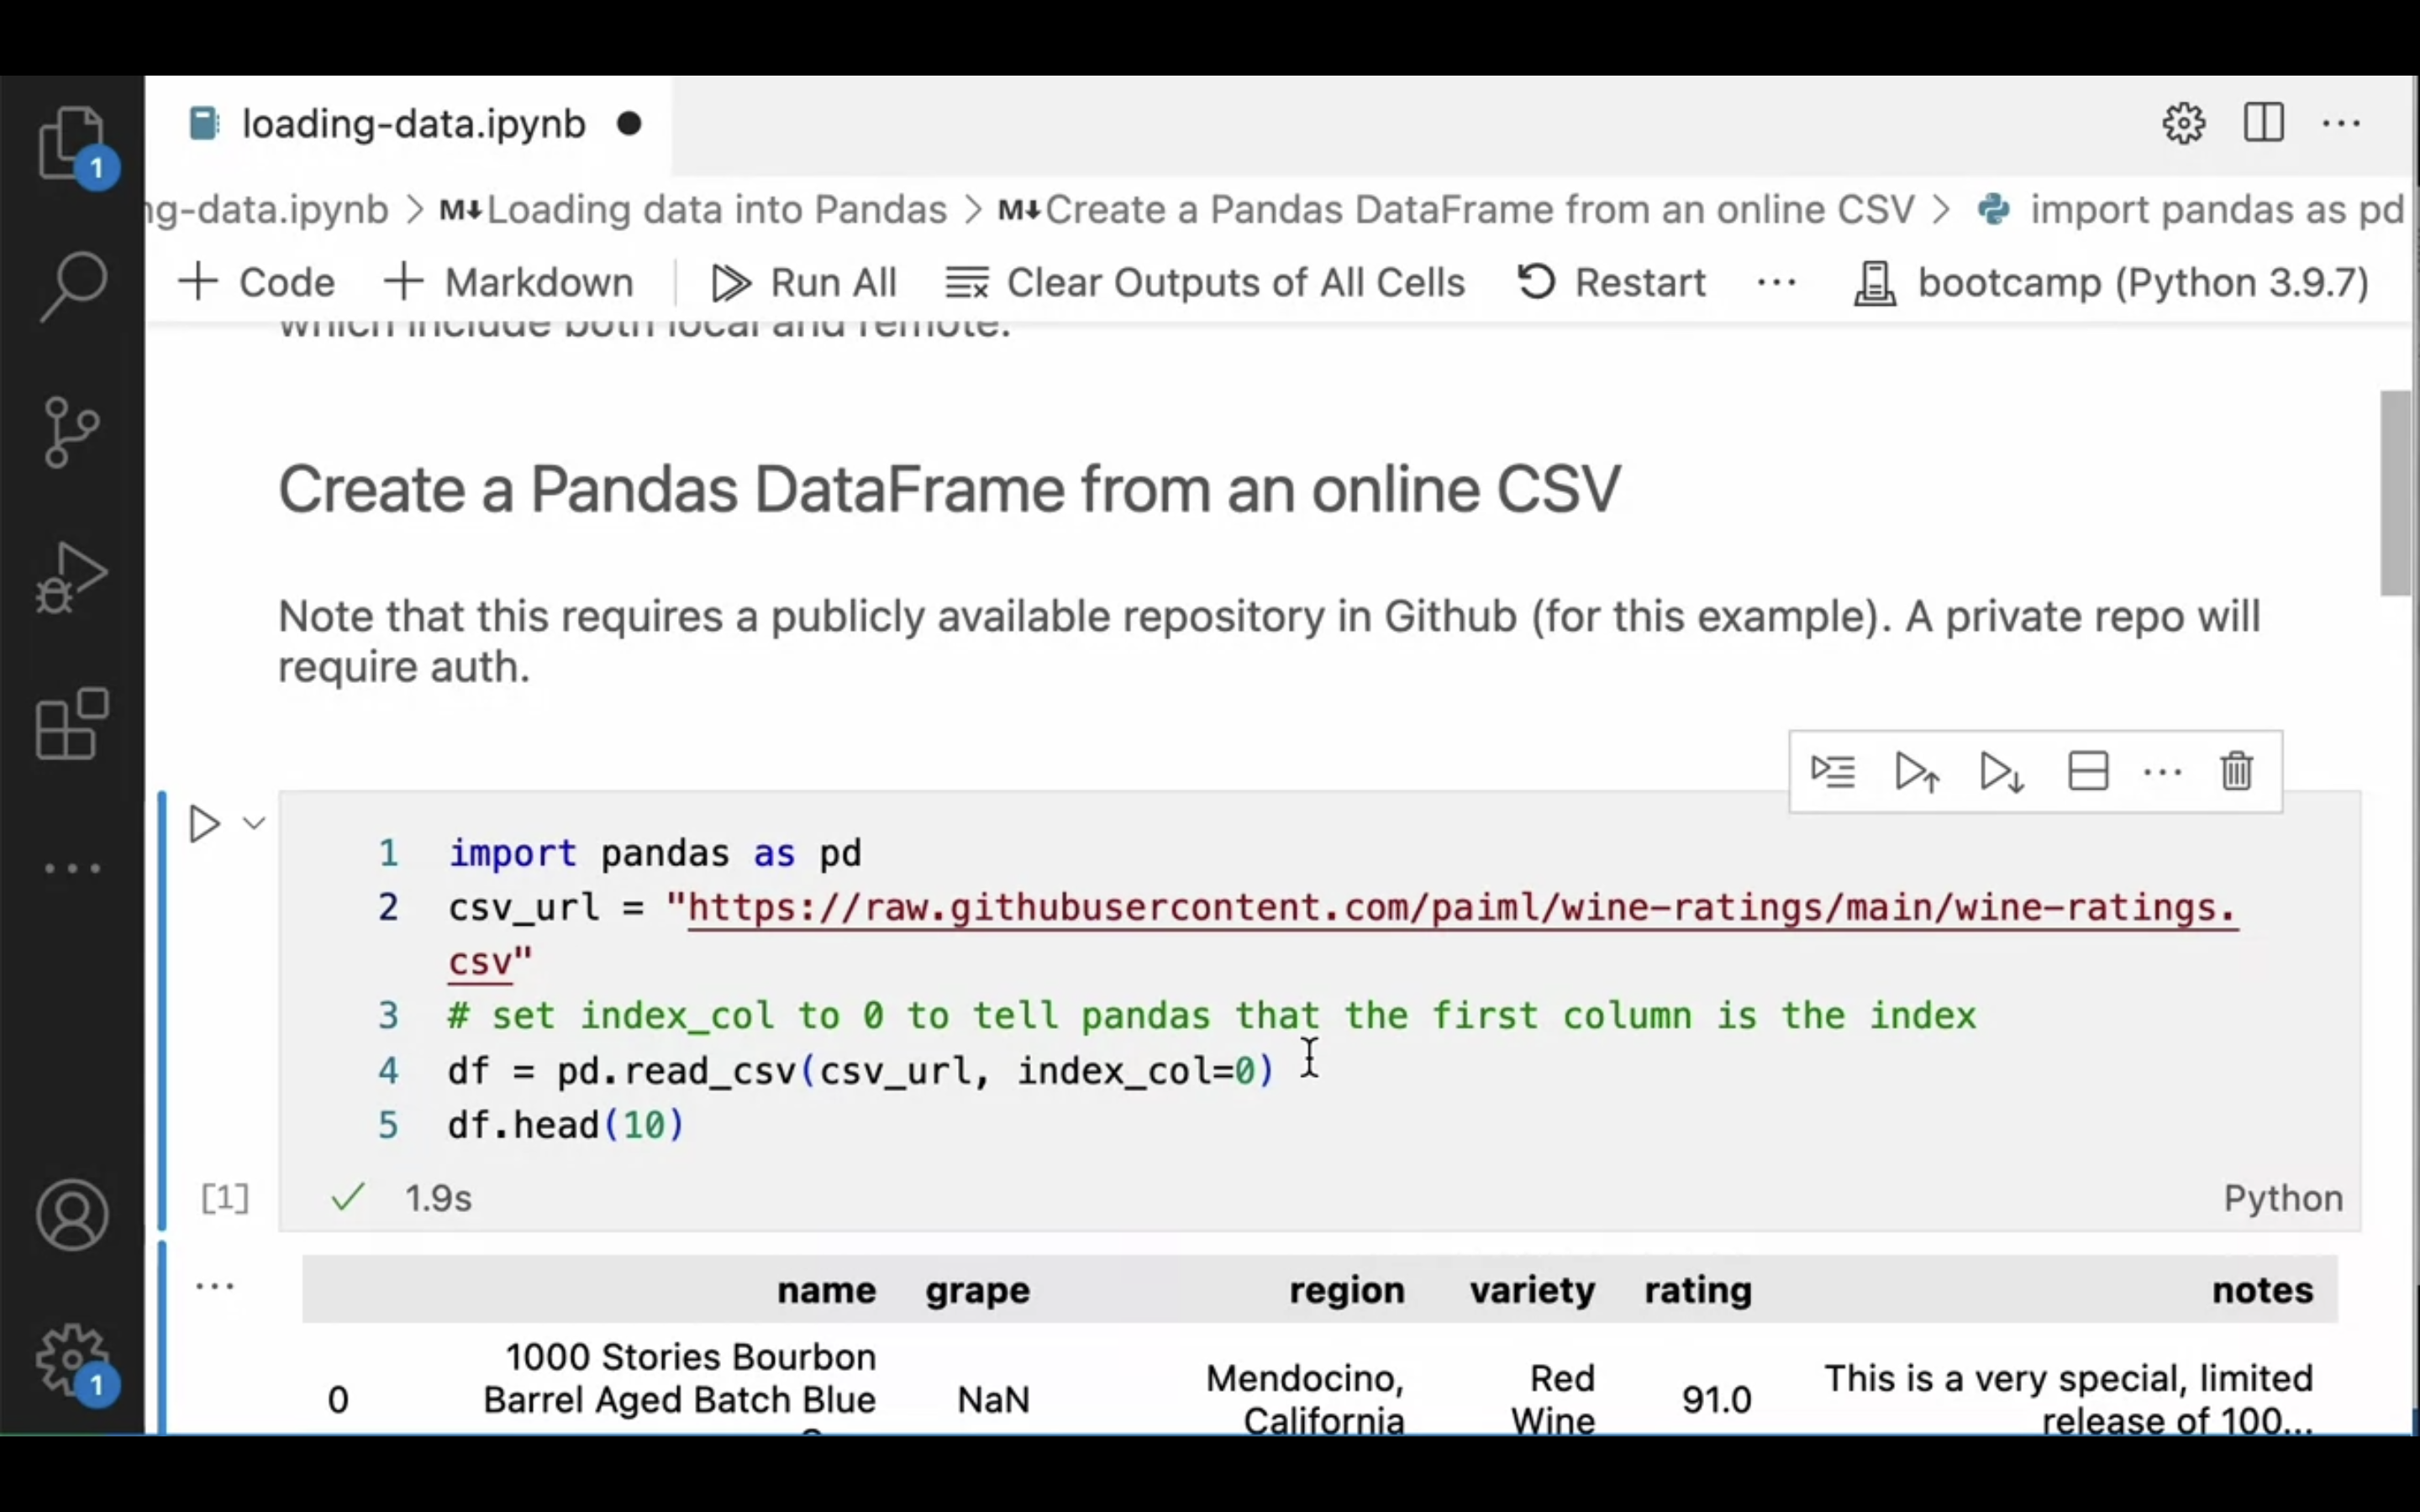 loading-data.ipynb
1
ng-data.ipynb > M↓Loading data into Pandas > M↓Create a Pandas DataFrame from an online CSV > import pandas as pd
+ Code + Markdown Run All Clear Outputs of All Cells Restart ... bootcamp (Python 3.9.7)
which include both local and remote.
Create a Pandas DataFrame from an online CSV
Note that this requires a publicly available repository in Github (for this example). A private repo will
require auth.
1 import pandas as pd
2 csv_url = "https://raw.githubusercontent.com/paiml/wine-ratings/main/wine-ratings.
csv"
3 # set index_col to 0 to tell pandas that the first column is the index
4 df = pd.read_csv(csv_url, index_col=0)
5 df.head(10)
[1] 1.9s Python
name grape region variety rating notes
1000 Stories Bourbon
0 Barrel Aged Batch Blue NaN Mendocino, Red 91.0 This is a very special, limited
California Wine release of 100...
1